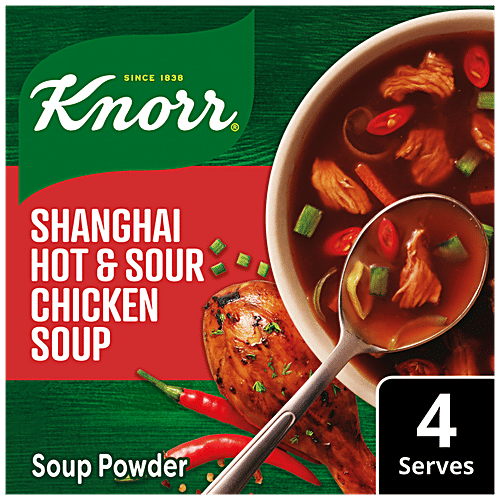 SINCE 1838
Knorr®
SHANGHAI
HOT & SOUR
CHICKEN
SOUP
Soup Powder
4
Serves